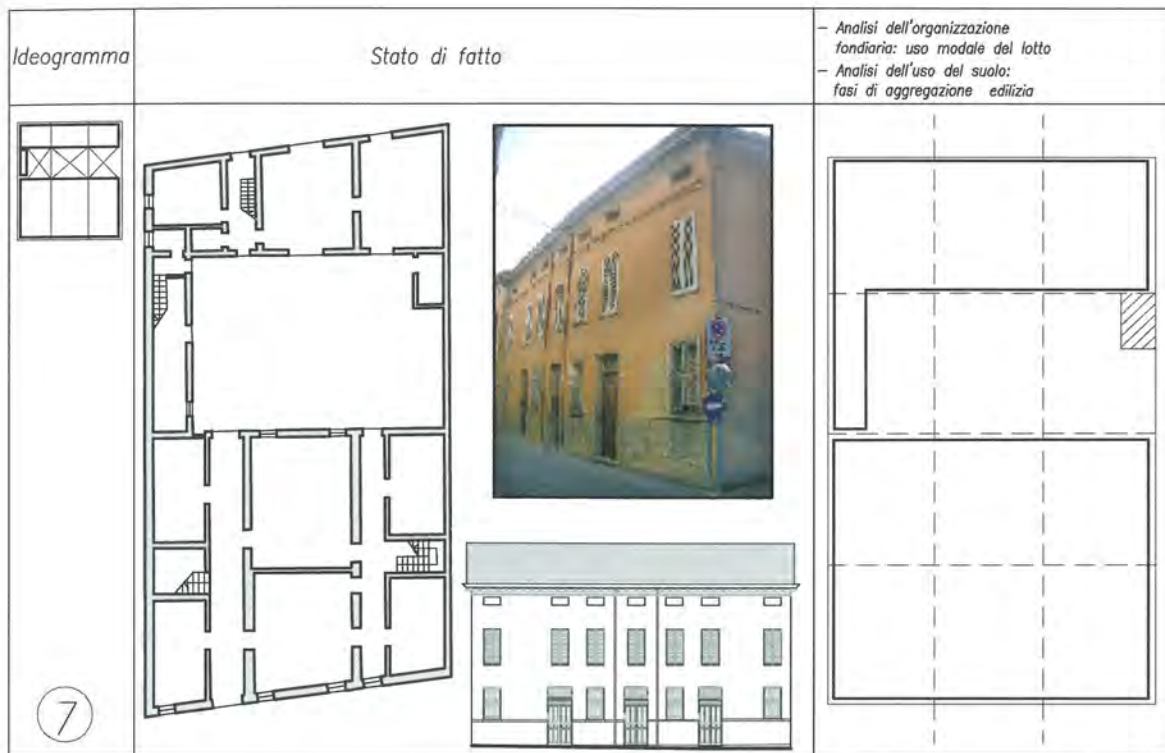 Ideogramma
Stato di fatto
– Analisi dell'organizzazione
fondiaria: uso modale del lotto
– Analisi dell'uso del suolo:
fasi di aggregazione edilizia
7